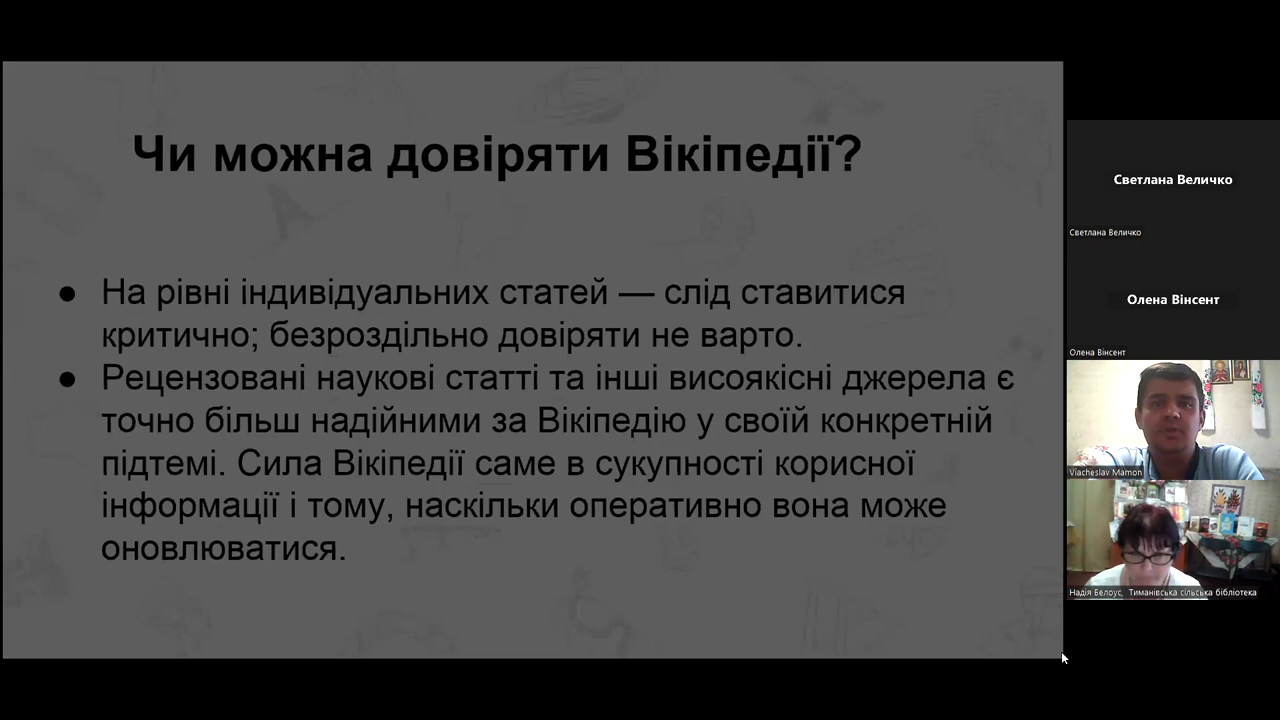 Чи можна довіряти Вікіпедії?
● На рівні індивідуальних статей — слід ставитися
критично; безроздільно довіряти не варто.
● Рецензовані наукові статті та інші висоякісні джерела є
точно більш надійними за Вікіпедію у своїй конкретній
підтемі. Сила Вікіпедії саме в сукупності корисної
інформації і тому, наскільки оперативно вона може
оновлюватися.
Светлана Величко
Светлана Величко
Олена Вінсент
Олена Вінсент
Viacheslav Mamon
Надія Белоус, Тиманівська сільська бібліотека